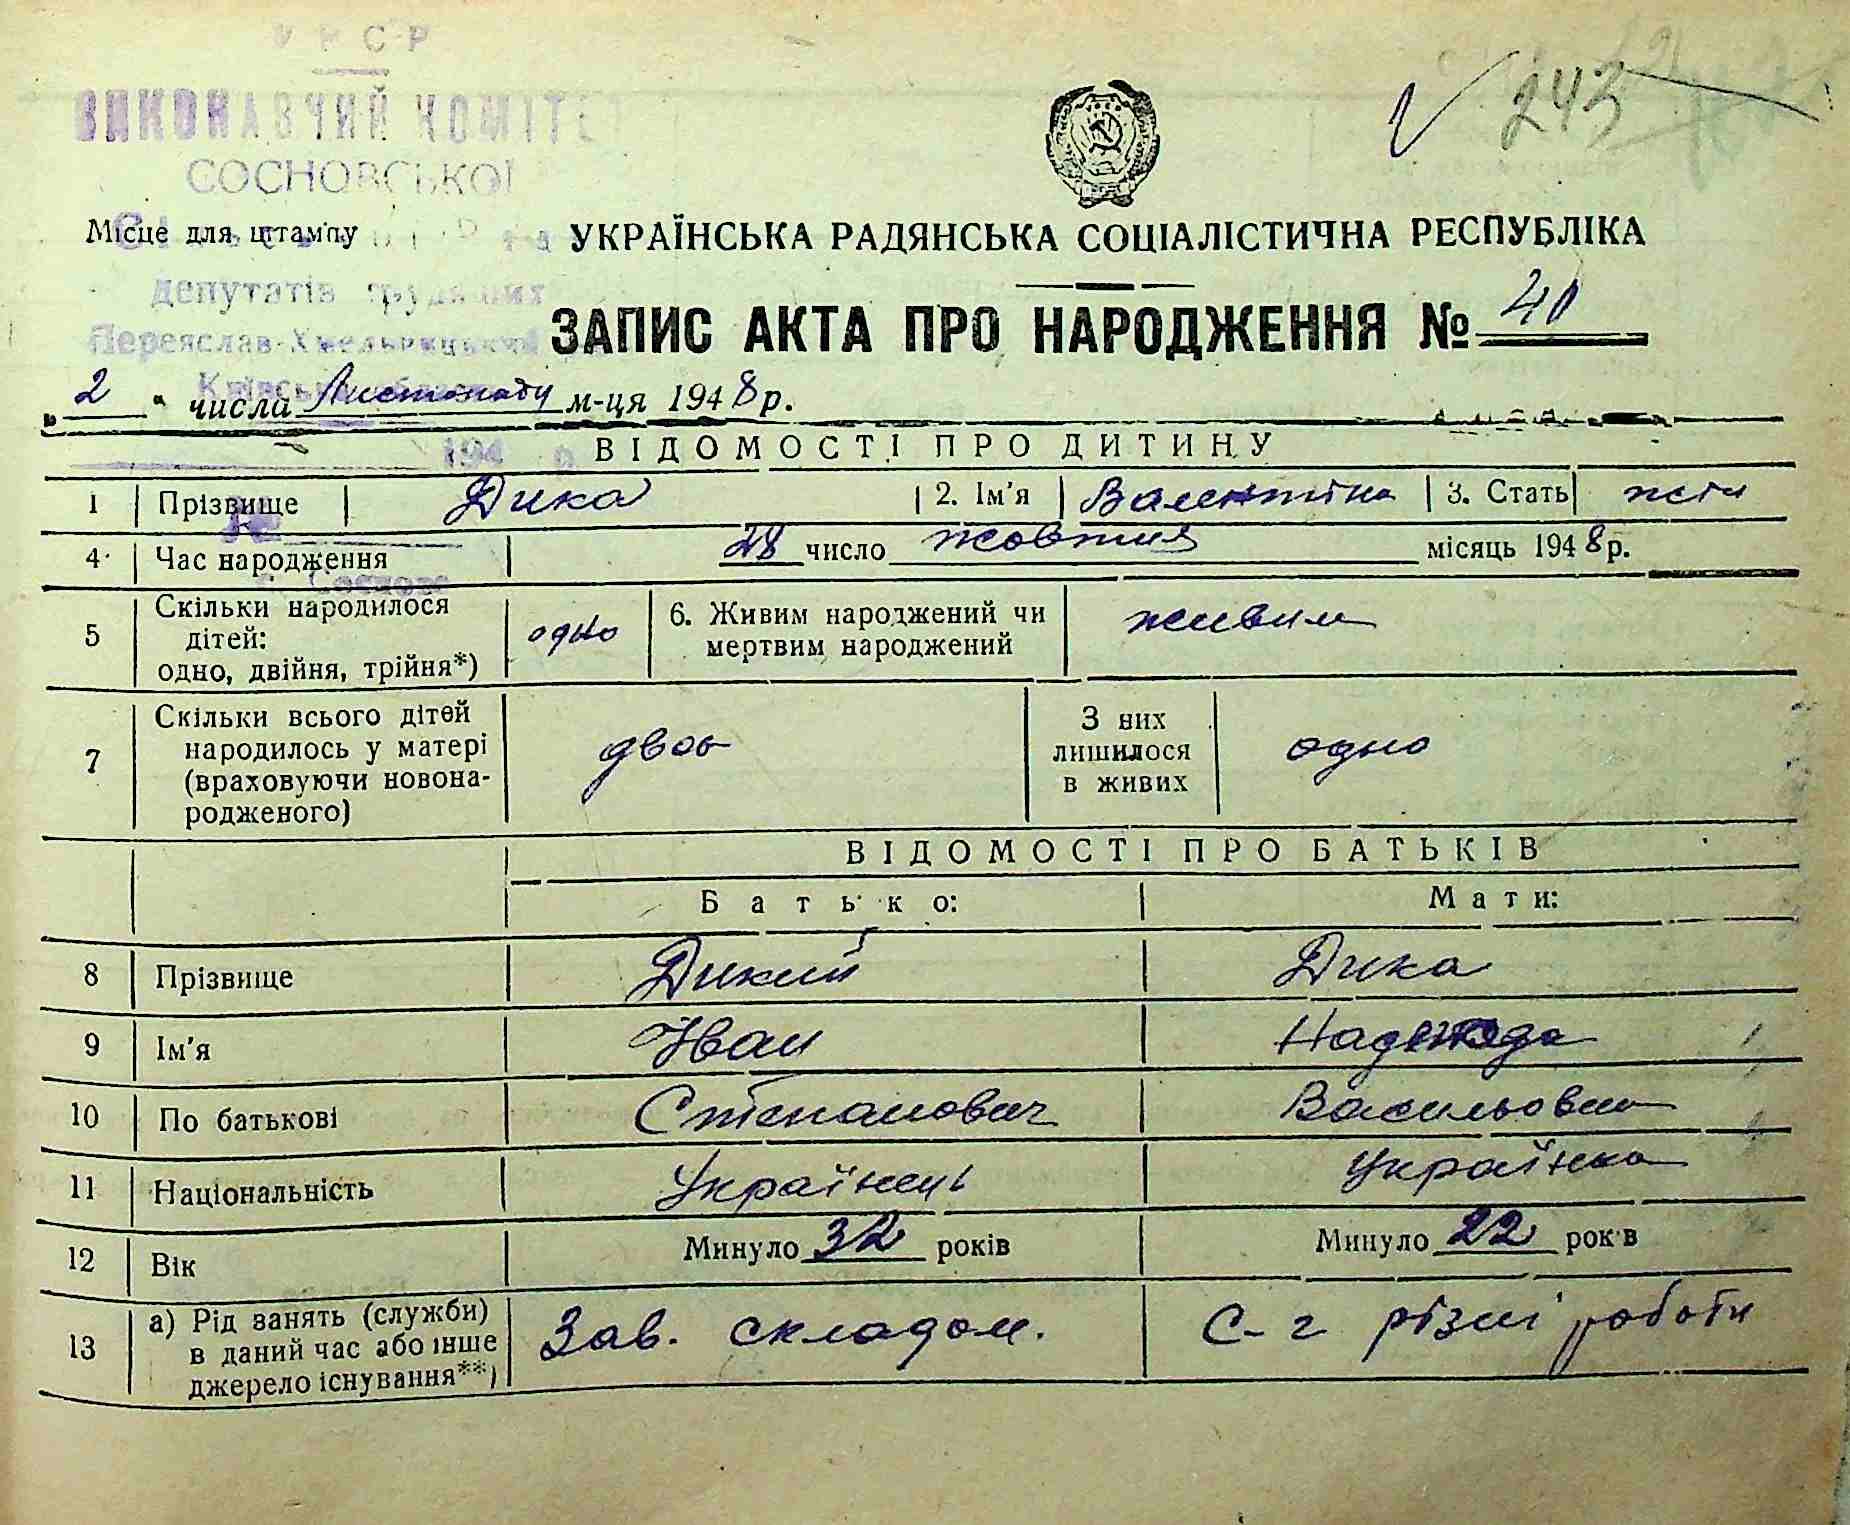 УРСР
ВИКОНАВЧИЙ КОМІТЕТ
СОСНОВСЬКОЇ
243
Місце для штампу
УКРАЇНСЬКА РАДЯНСЬКА СОЦІАЛІСТИЧНА РЕСПУБЛІКА
депутатів трудящих
ЗАПИС АКТА ПРО НАРОДЖЕННЯ № 40
Переяслав-Хмельницький
"2" числа Листопаду м-ця 1948 р.
194 р
ВІДОМОСТІ ПРО ДИТИНУ
1 Прізвище Дика 2. Ім'я Валентина 3. Стать жін
4 Час народження 28 число жовтня місяць 1948 р.
5 Скільки народилося дітей: одно, двійня, трійня*) одно 6. Живим народжений чи мертвим народжений живим
7 Скільки всього дітей народилось у матері (враховуючи новонародженого) двоє З них лишилося в живих одно
ВІДОМОСТІ ПРО БАТЬКІВ
Батько: Мати:
8 Прізвище Дикий Дика
9 Ім'я Іван Надежда
10 По батькові Степанович Васильовна
11 Національність Українець Українка
12 Вік Минуло 32 років Минуло 22 років
13 а) Рід занять (служби) в даний час або інше джерело існування**) Зав. складом. С-г різні роботи